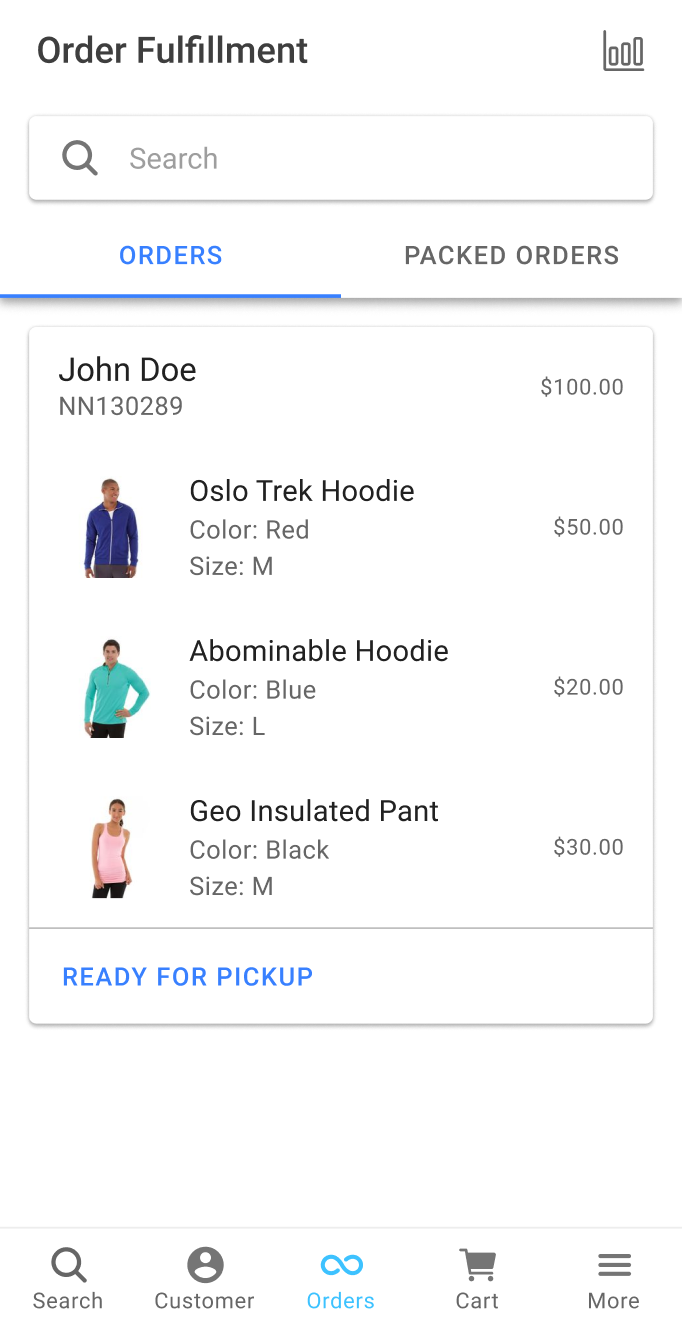 Order Fulfillment
Search
ORDERS
PACKED ORDERS
John Doe
NN130289
$100.00
Oslo Trek Hoodie
Color: Red
Size: M
$50.00
Abominable Hoodie
Color: Blue
Size: L
$20.00
Geo Insulated Pant
Color: Black
Size: M
$30.00
READY FOR PICKUP
Search
Customer
Orders
Cart
More